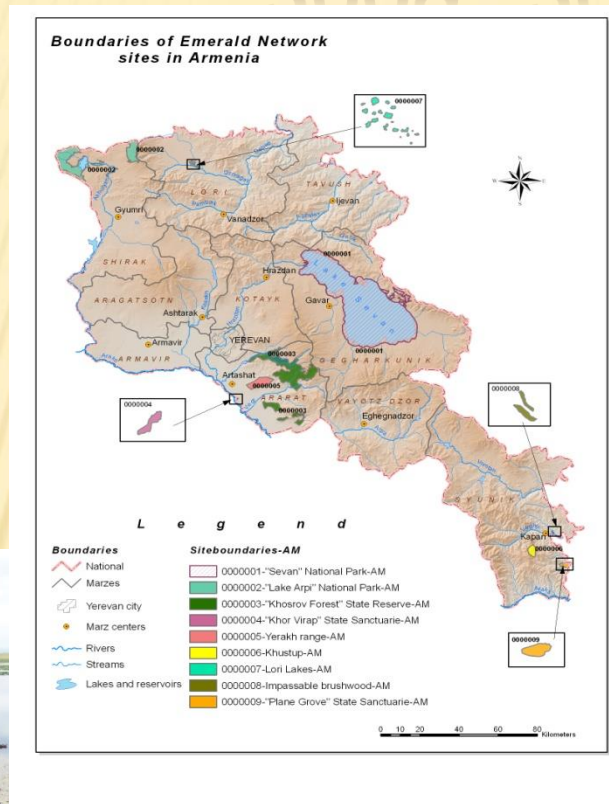 Boundaries of Emerald Network
sites in Armenia
0000007
0000002
0000002
LORI
TAVUSH
Ijevan
Gyumri
Vanadzor
N
W
E
S
SHIRAK
Hrazdan
0000001
Lake Sevan
ARAGATSOTN
KOTAYK
Gavar
Ashtarak
Armavir
YEREVAN
0000001
ARMAVIR
0000003
GEGHARKUNIK
Artashat
0000005
ARARAT
0000004
0000003
VAYOTZ DZOR
Eghegnadzor
0000008
SYUNIK
Kapan
0000006
0000009
Legend
Boundaries
National
Marzes
Yerevan city
Marz centers
Rivers
Streams
Lakes and reservoirs
Siteboundaries-AM
0000001-"Sevan" National Park-AM
0000002-"Lake Arpi" National Park-AM
0000003-"Khosrov Forest" State Reserve-AM
0000004-"Khor Virap" State Sanctuarie-AM
0000005-Yerakh range-AM
0000006-Khustup-AM
0000007-Lori Lakes-AM
0000008-Impassable brushwood-AM
0000009-"Plane Grove" State Sanctuarie-AM
0 10 20 40 60 80
Kilometers